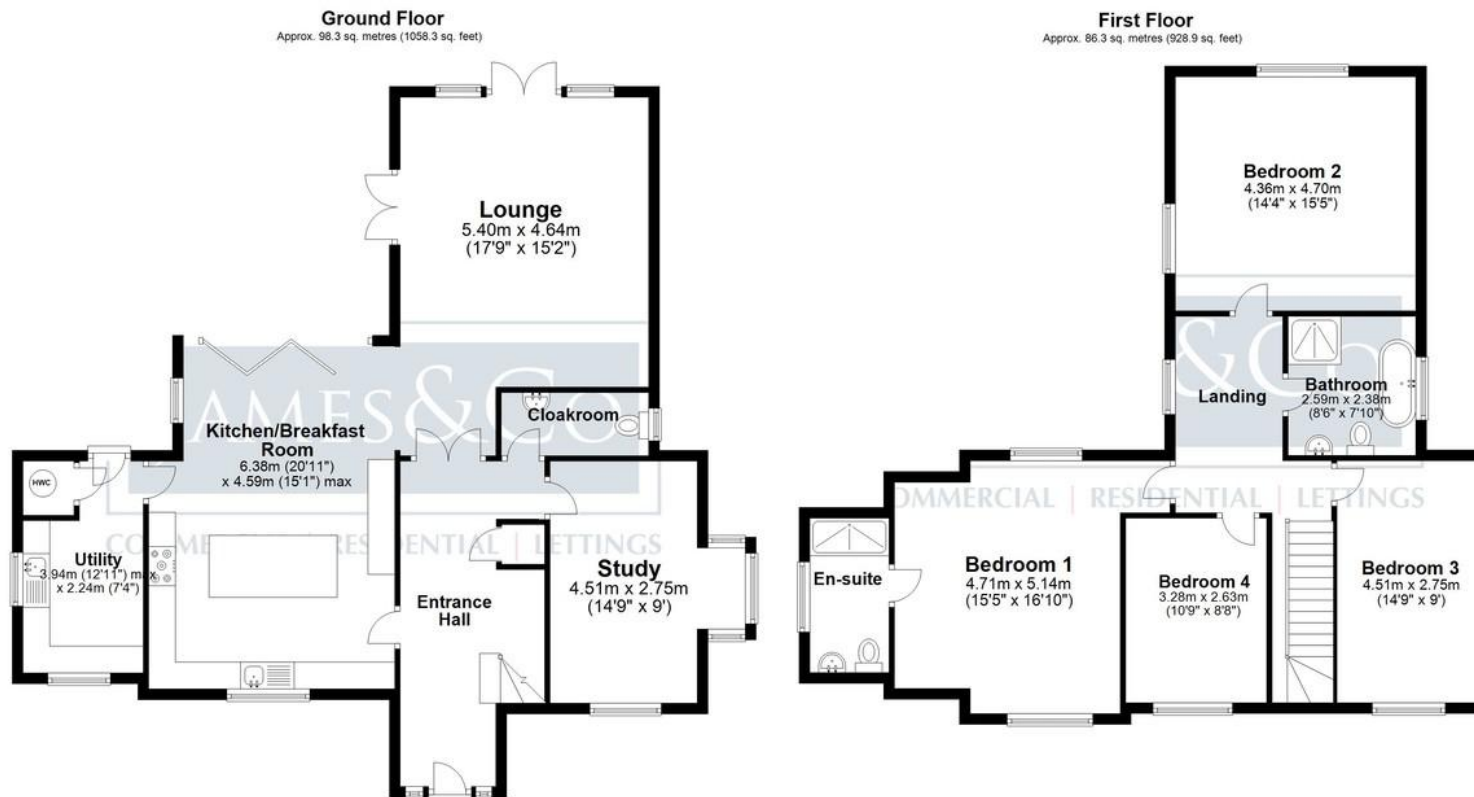 Ground Floor
Approx. 98.3 sq. metres (1058.3 sq. feet)
Lounge
5.40m x 4.64m
(17'9" x 15'2")
AMES&CO
Cloakroom
Kitchen/Breakfast
Room
6.38m (20'11")
x 4.59m (15'1") max
HWC
COMMERCIAL | RESIDENTIAL | LETTINGS
Utility
3.94m (12'11") max
x 2.24m (7'4")
Study
4.51m x 2.75m
(14'9" x 9')
Entrance
Hall
First Floor
Approx. 86.3 sq. metres (928.9 sq. feet)
Bedroom 2
4.36m x 4.70m
(14'4" x 15'5")
&CO
Landing
Bathroom
2.59m x 2.38m
(8'6" x 7'10")
OMMERCIAL | RESIDENTIAL | LETTINGS
En-suite
Bedroom 1
4.71m x 5.14m
(15'5" x 16'10")
Bedroom 4
3.28m x 2.63m
(10'9" x 8'8")
Bedroom 3
4.51m x 2.75m
(14'9" x 9')